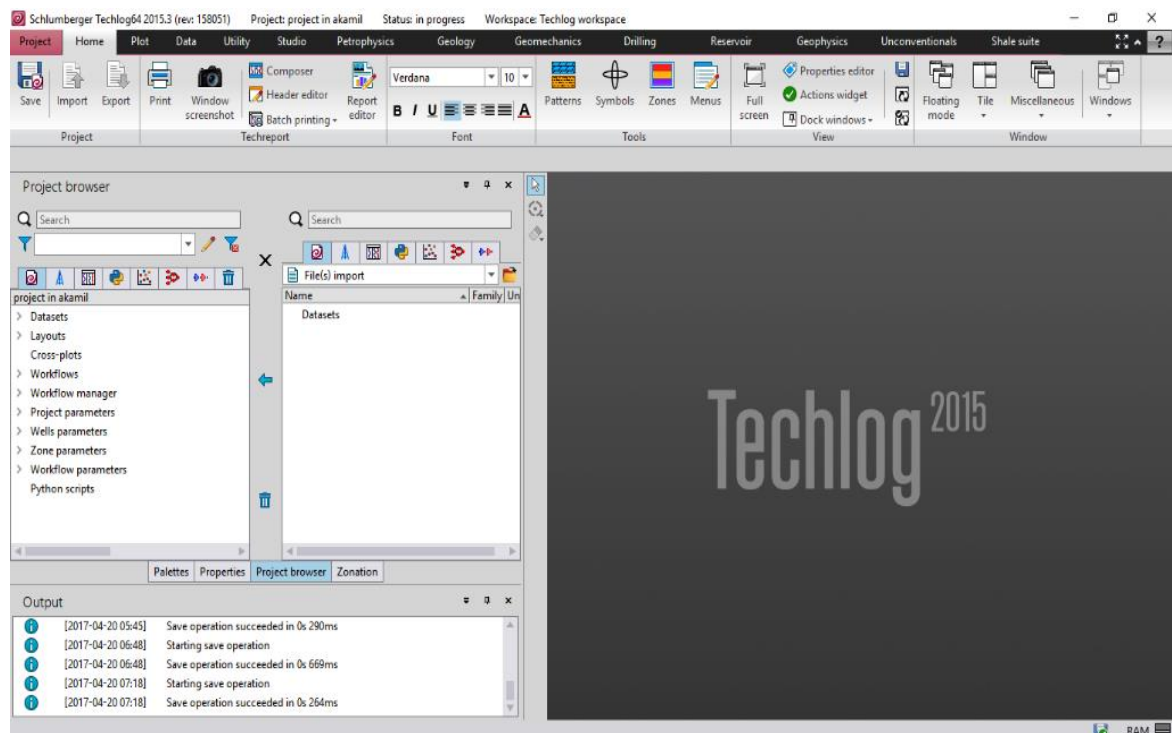 Schlumberger Techlog64 2015.3 (rev: 158051) Project: project in akamil Status: in progress Workspace: Techlog workspace
Project Home Plot Data Utility Studio Petrophysics Geology Geomechanics Drilling Reservoir Geophysics Unconventionals Shale suite ?
Save Import Export Print Window screenshot Composer Header editor Batch printing Report editor
Verdana 10
B I U A
Patterns Symbols Zones Menus Full screen Properties editor Actions widget Dock windows Floating mode Tile Miscellaneous Windows
Project Techreport Font Tools View Window
Project browser
Search Search
File(s) import
project in akamil Name Family Un
Datasets Datasets
Layouts
Cross-plots
Workflows
Workflow manager
Project parameters
Wells parameters
Zone parameters
Workflow parameters
Python scripts
Palettes Properties Project browser Zonation
Output
[2017-04-20 05:45] Save operation succeeded in 0s 290ms
[2017-04-20 06:48] Starting save operation
[2017-04-20 06:48] Save operation succeeded in 0s 669ms
[2017-04-20 07:18] Starting save operation
[2017-04-20 07:18] Save operation succeeded in 0s 264ms
Techlog 2015
RAM